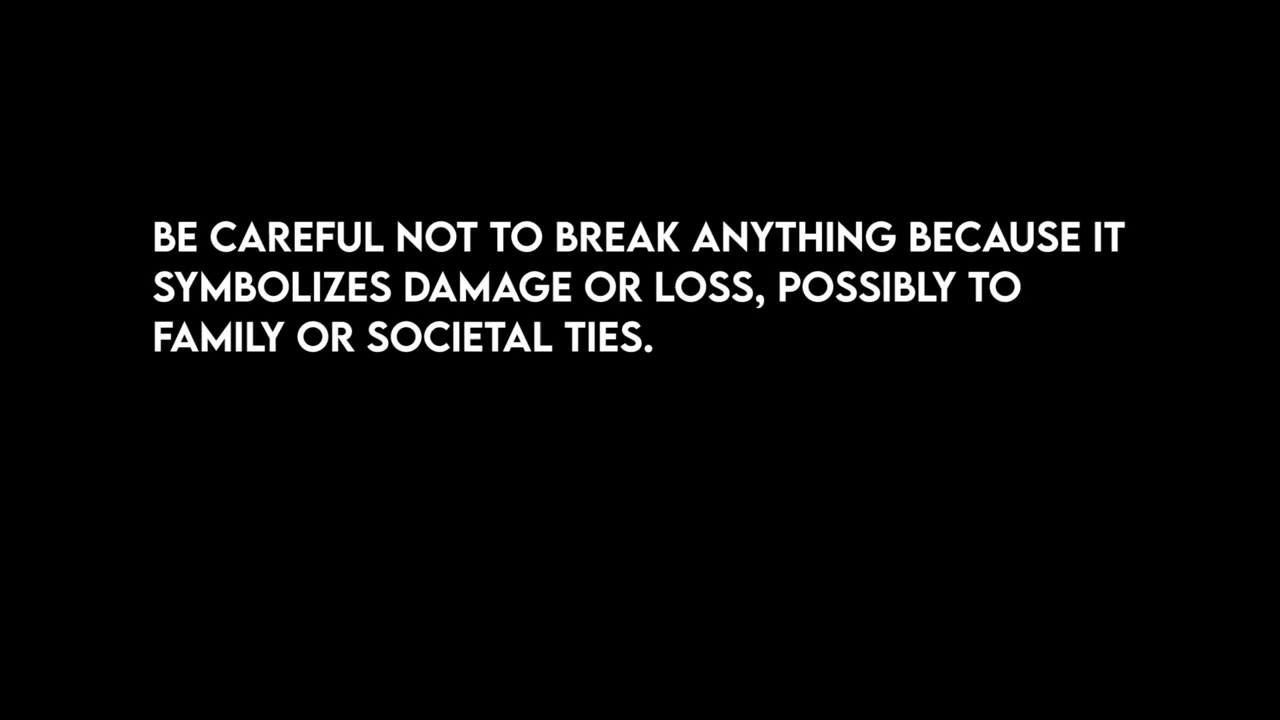 BE CAREFUL NOT TO BREAK ANYTHING BECAUSE IT
SYMBOLIZES DAMAGE OR LOSS, POSSIBLY TO
FAMILY OR SOCIETAL TIES.